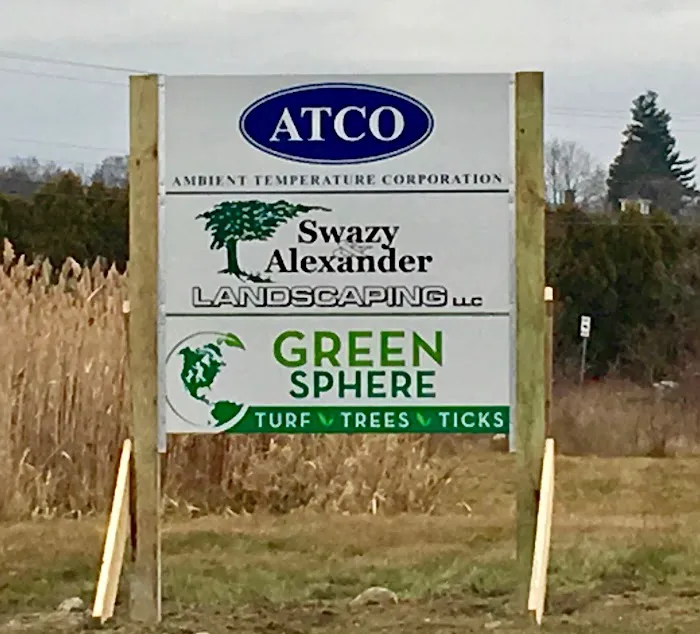 ATCO
AMBIENT TEMPERATURE CORPORATION
Swazy
&
Alexander
LANDSCAPING LLC
GREEN
SPHERE
TURF TREES TICKS